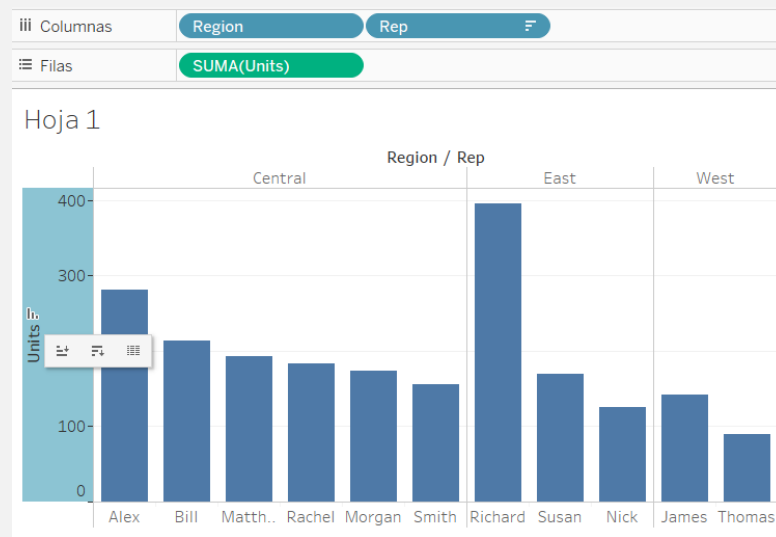 Columnas Region Rep
Filas SUMA(Units)
Hoja 1
Region / Rep
Central East West
400
300
100
0
Units
Alex Bill Matth.. Rachel Morgan Smith Richard Susan Nick James Thomas